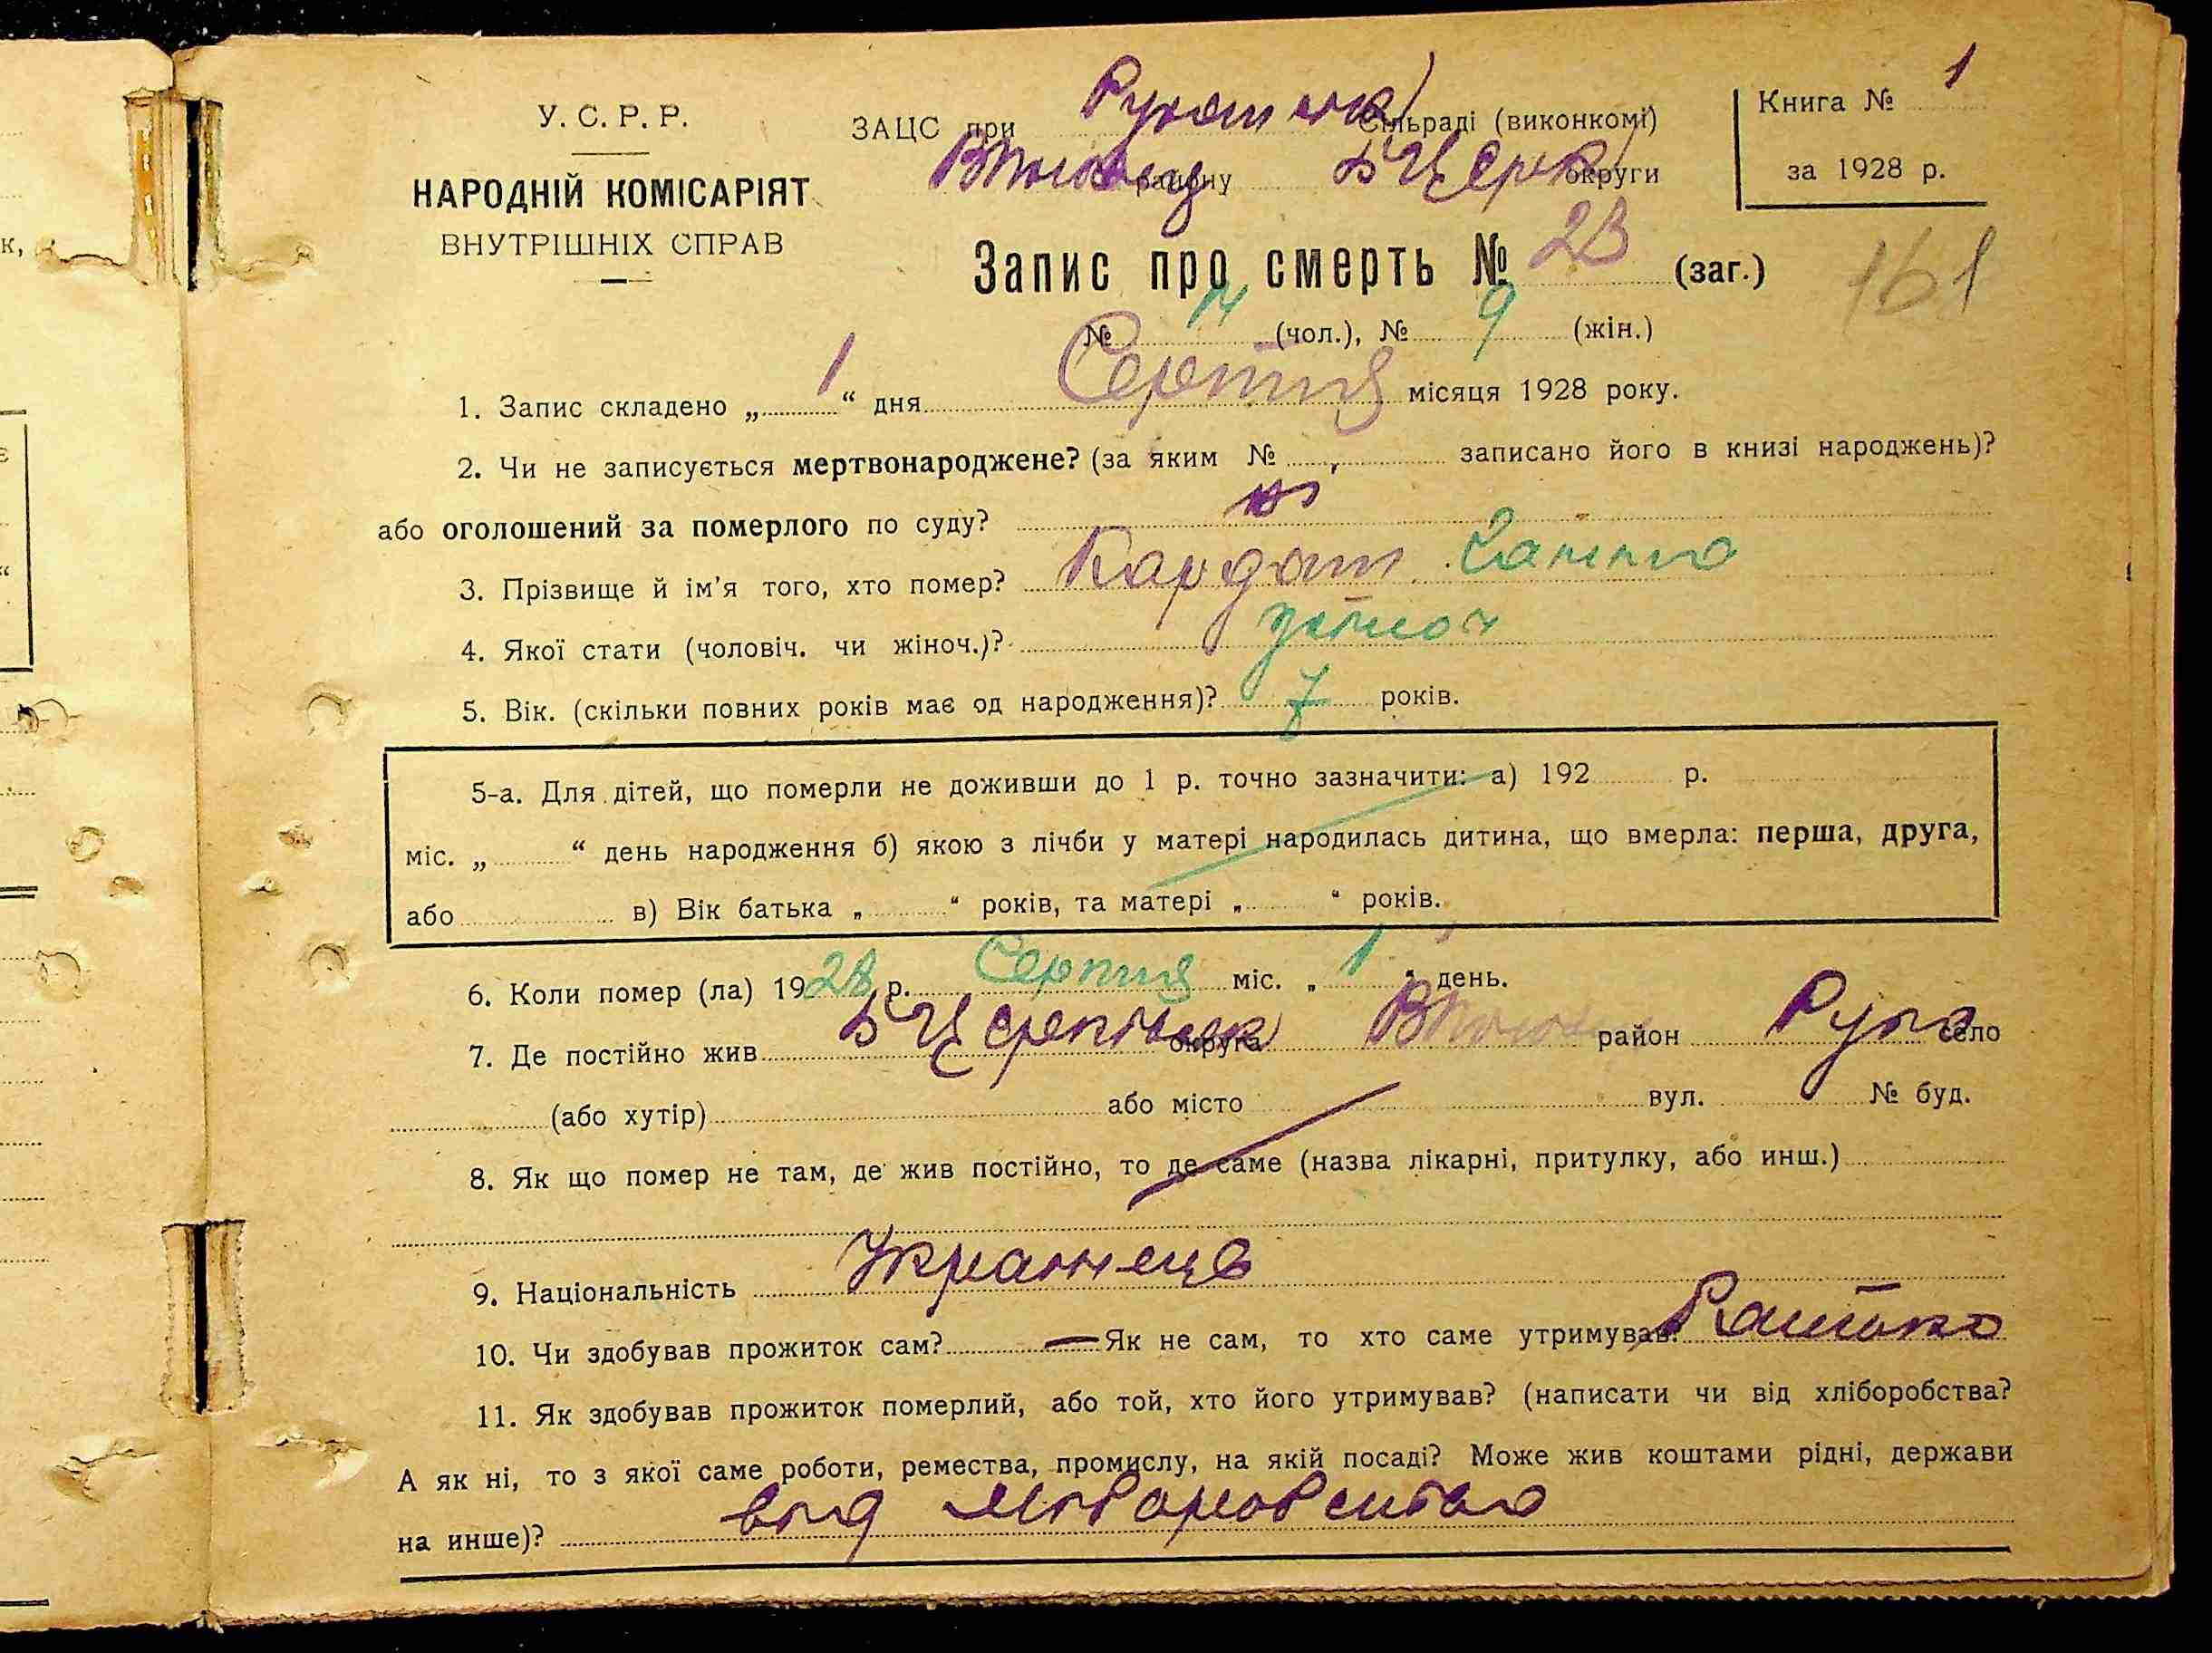 У. С. Р. Р.
НАРОДНІЙ КОМІСАРІЯТ
ВНУТРІШНІХ СПРАВ
ЗАЦС при Сільраді (виконкомі)
району Б Церк округи
Книга № 1
за 1928 р.
Запис про смерть № 23 (заг.)
161
№ 14 (чол.), № 9 (жін.)
1. Запис складено „ 1 “ дня Серпня місяця 1928 року.
2. Чи не записується мертвонароджене? (за яким № записано його в книзі народжень)?
або оголошений за померлого по суду? ні
3. Прізвище й ім’я того, хто помер? Кардаш
4. Якої стати (чоловіч. чи жіноч.)? жіноч
5. Вік. (скільки повних років має од народження)? 7 років.
5-а. Для дітей, що померли не доживши до 1 р. точно зазначити: а) 192 р.
міс. „ “ день народження б) якою з лічби у матері народилась дитина, що вмерла: перша, друга,
або в) Вік батька „ “ років, та матері „ “ років.
6. Коли помер (ла) 1928 р. Серпня міс. „ 1 “ день.
7. Де постійно жив Б Церківськ округа район село
(або хутір) або місто вул. № буд.
8. Як що помер не там, де жив постійно, то де саме (назва лікарні, притулку, або инш.)
9. Національність
10. Чи здобував прожиток сам? — Як не сам, то хто саме утримував? Батько
11. Як здобував прожиток померлий, або той, хто його утримував? (написати чи від хліборобства?
А як ні, то з якої саме роботи, ремества, промислу, на якій посаді? Може жив коштами рідні, держави
на инше)? від
к,
є
“